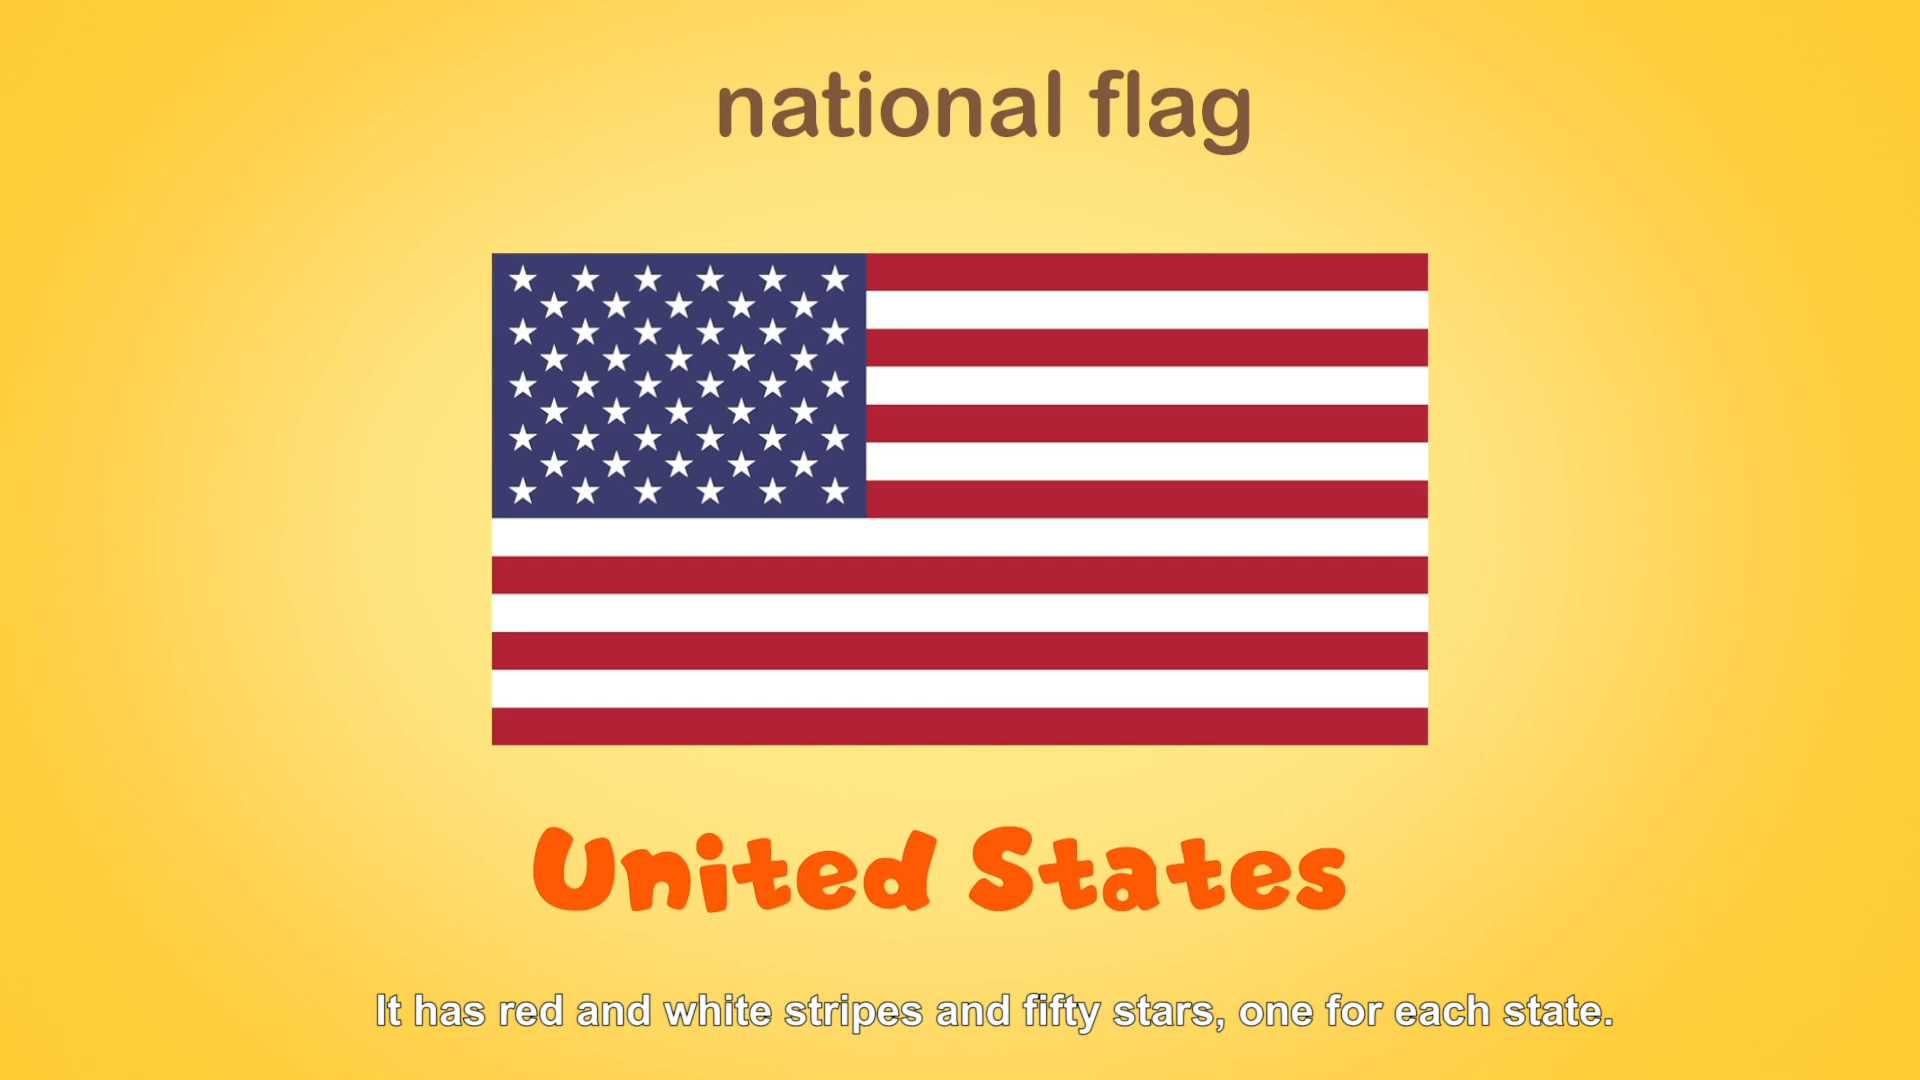 national flag
United States
It has red and white stripes and fifty stars, one for each state.